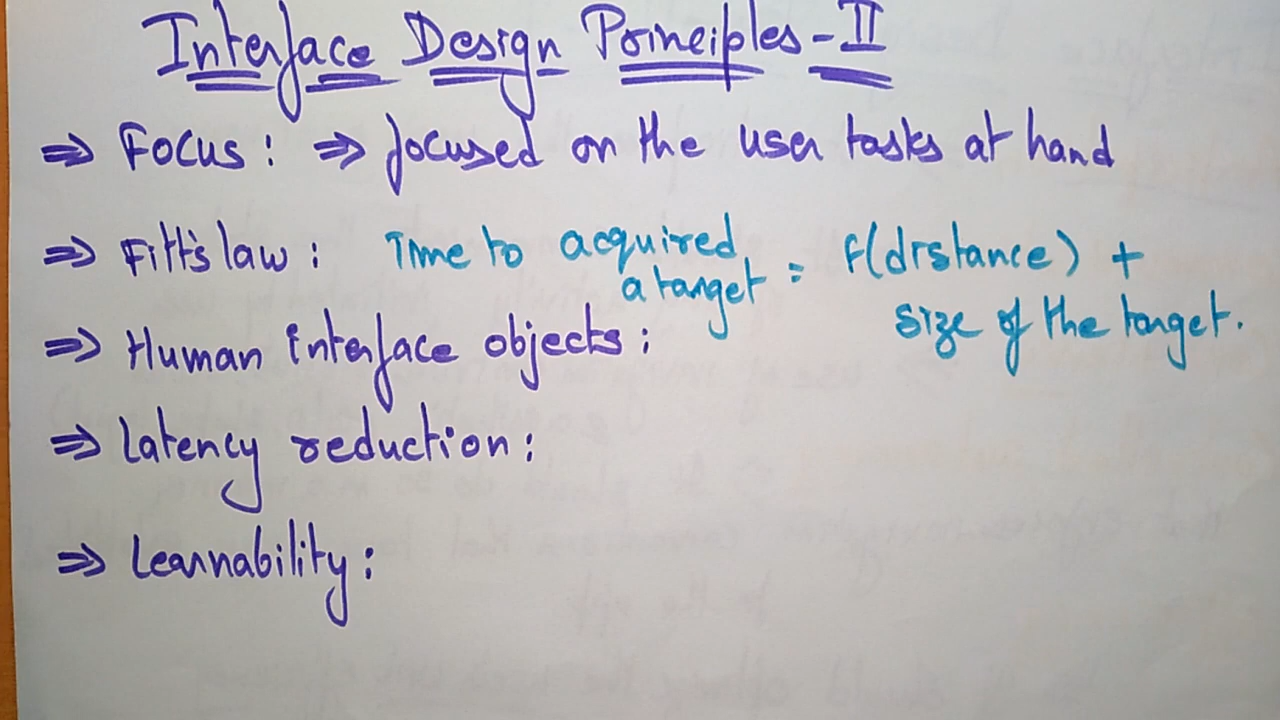 Interface Design Principles - II
⇒ Focus : ⇒ focused on the user tasks at hand
⇒ Fitt's law : Time to acquired a target = f(distance) +
size of the target.
⇒ Human interface objects :
⇒ Latency reduction :
⇒ Learnability :